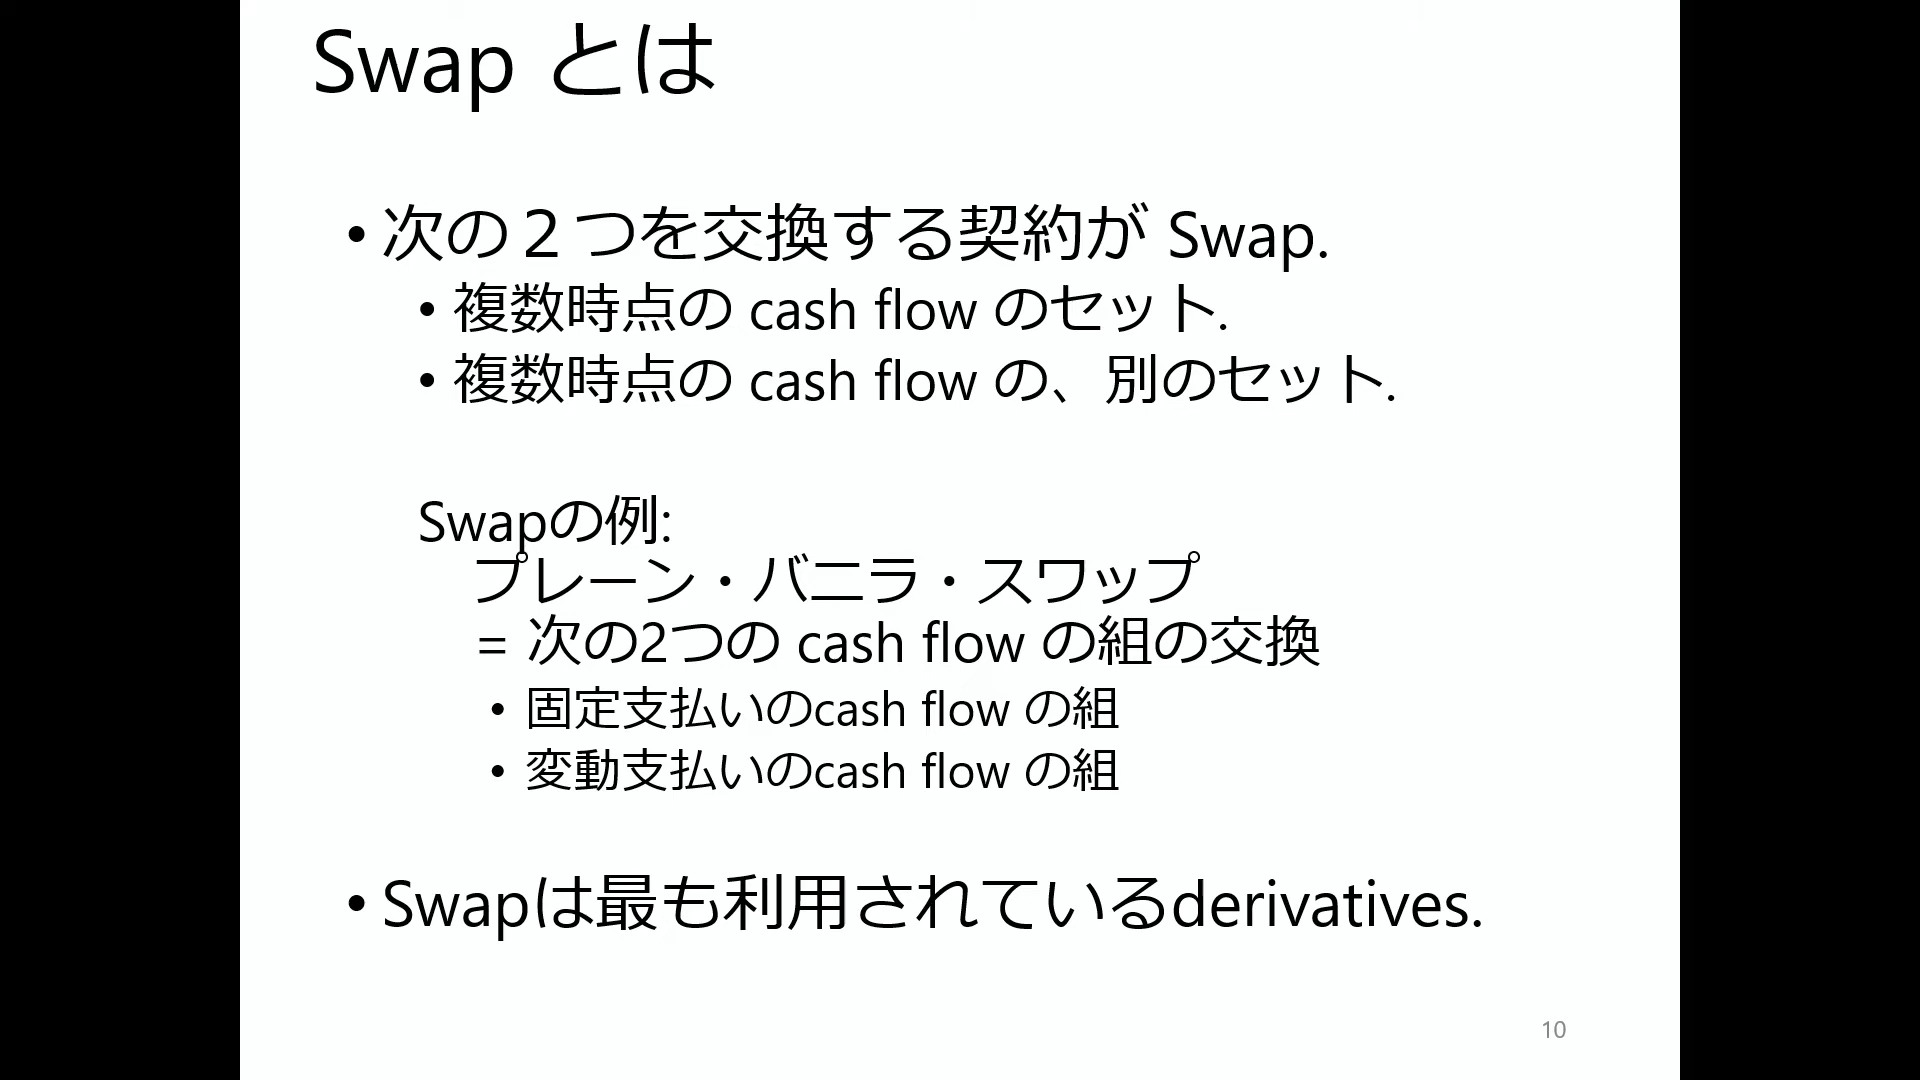 Swap とは
• 次の２つを交換する契約が Swap.
• 複数時点の cash flow のセット.
• 複数時点の cash flow の、別のセット.
Swapの例:
プレーン・バニラ・スワップ
= 次の2つの cash flow の組の交換
• 固定支払いのcash flow の組
• 変動支払いのcash flow の組
• Swapは最も利用されているderivatives.
10